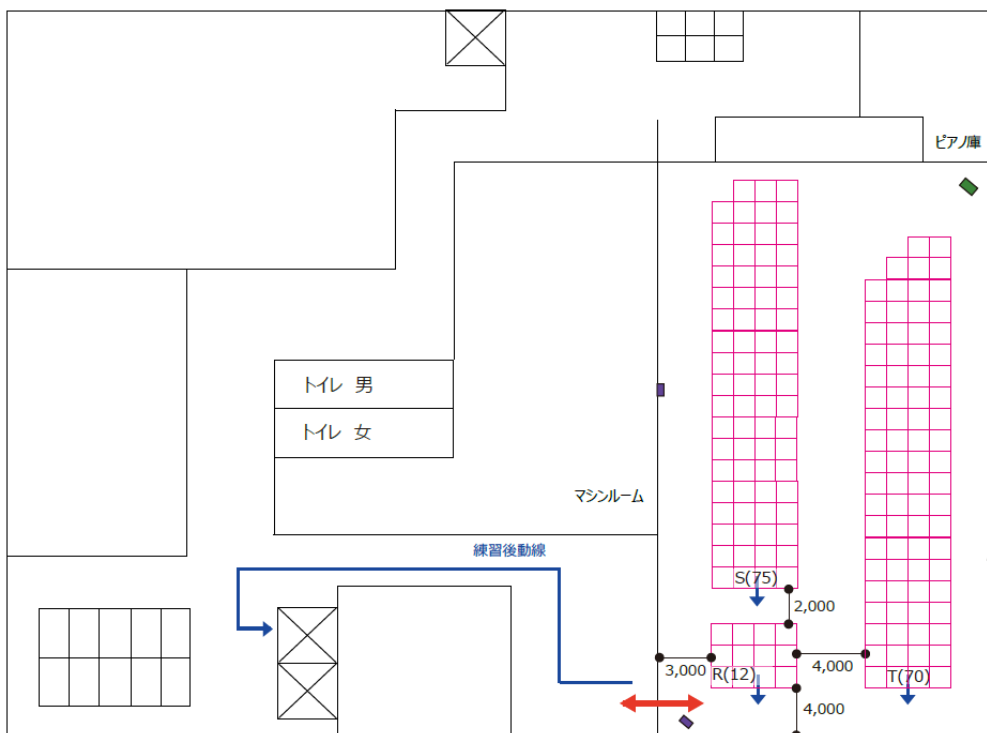 ピアノ庫
トイレ 男
トイレ 女
マシンルーム
練習後動線
S(75)
2,000
3,000
R(12)
4,000
T(70)
4,000